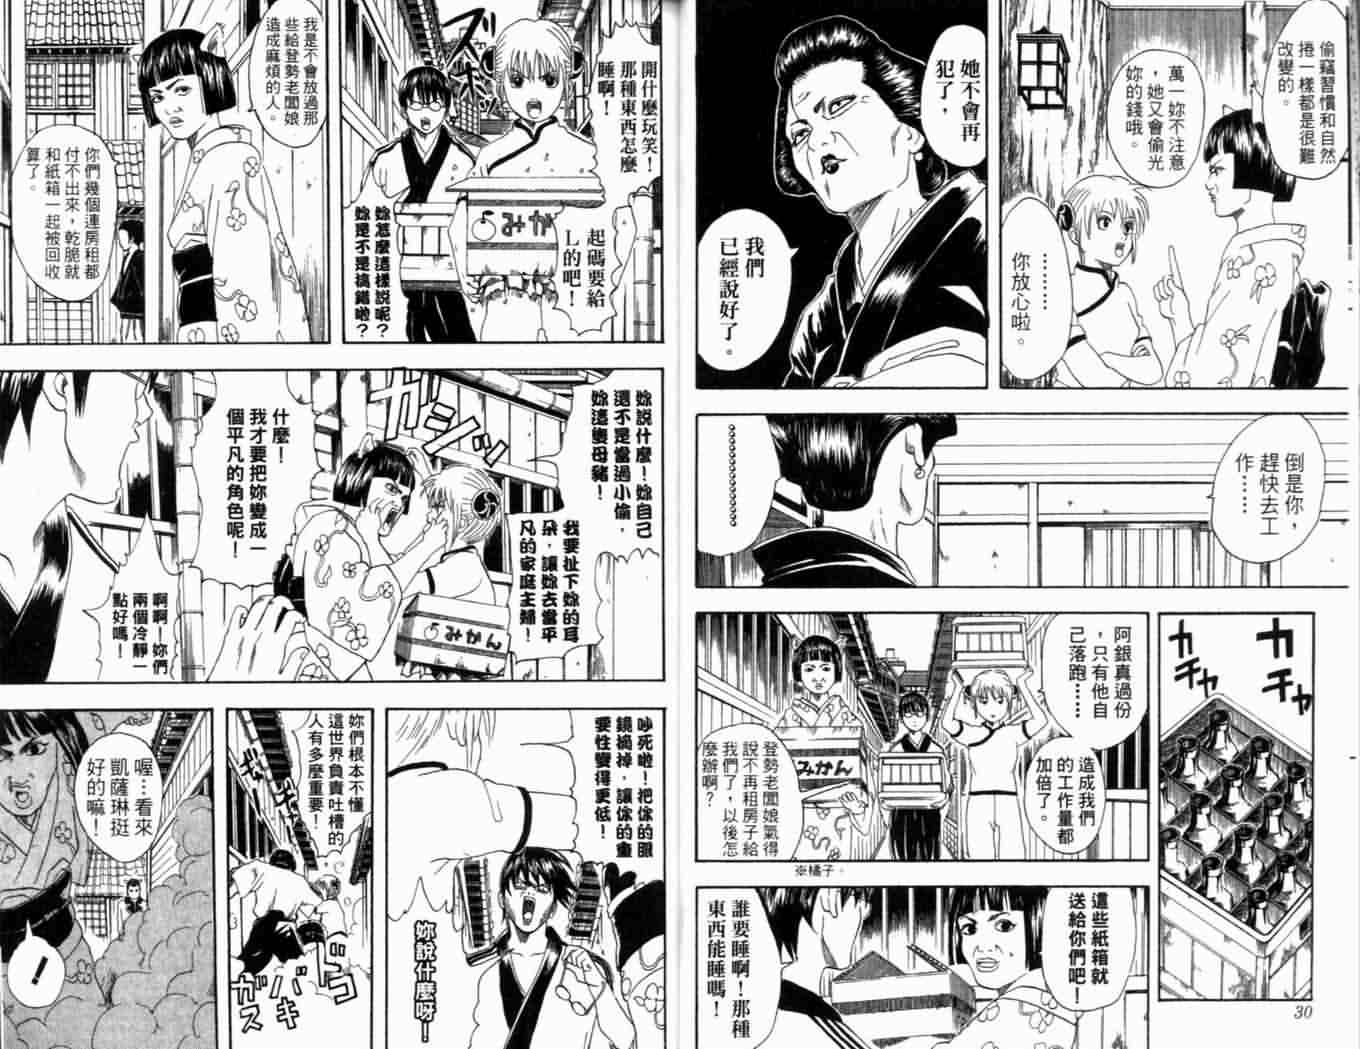 偷竊習慣和自然
捲一樣都是很難
改變的。
萬一妳不注意
，她又會偷光
妳的錢哦。
………
你放心啦。
她不會再
犯了，
我們
已經說好了。
倒是你，
趕快去工
作……
………………
カチャ
カチャ
阿銀真過份
，只有他自
己落跑……
造成我們
的工作量都
加倍了。
登勢老闆娘氣得
說不再租房子給
我們了，以後怎
麼辦啊？
みかん
※橘子。
這些紙箱就
送給你們吧！
誰要睡啊！那種
東西能睡嗎！
30
開什麼玩笑！
那種東西怎麼
睡啊！
起碼要給
L的吧！
妳怎麼這樣說呢？
妳是不是搞錯啦？
みかん
我是不會放過那
些給登勢老闆娘
造成麻煩的人。
你們幾個連房租都
付不出來，乾脆就
和紙箱一起被回收
算了。
妳說什麼！妳自己
還不是當過小偷，
妳這隻母豬！
我要扯下妳的耳
朵，讓妳去當平
凡的家庭主婦！
ガシッ
什麼！
我才要把妳變成一
個平凡的角色呢！
みかん
啊啊！妳們
兩個冷靜一
點好嗎！
吵死啦！把你的眼
鏡摘掉，讓你的重
要性變得更低！
妳說什麼呀！
妳們根本不懂
這世界負責吐槽的
人有多麼重要！
ドコ
バキ
ガス
喔…看來
凱薩琳挺
好的嘛！
！